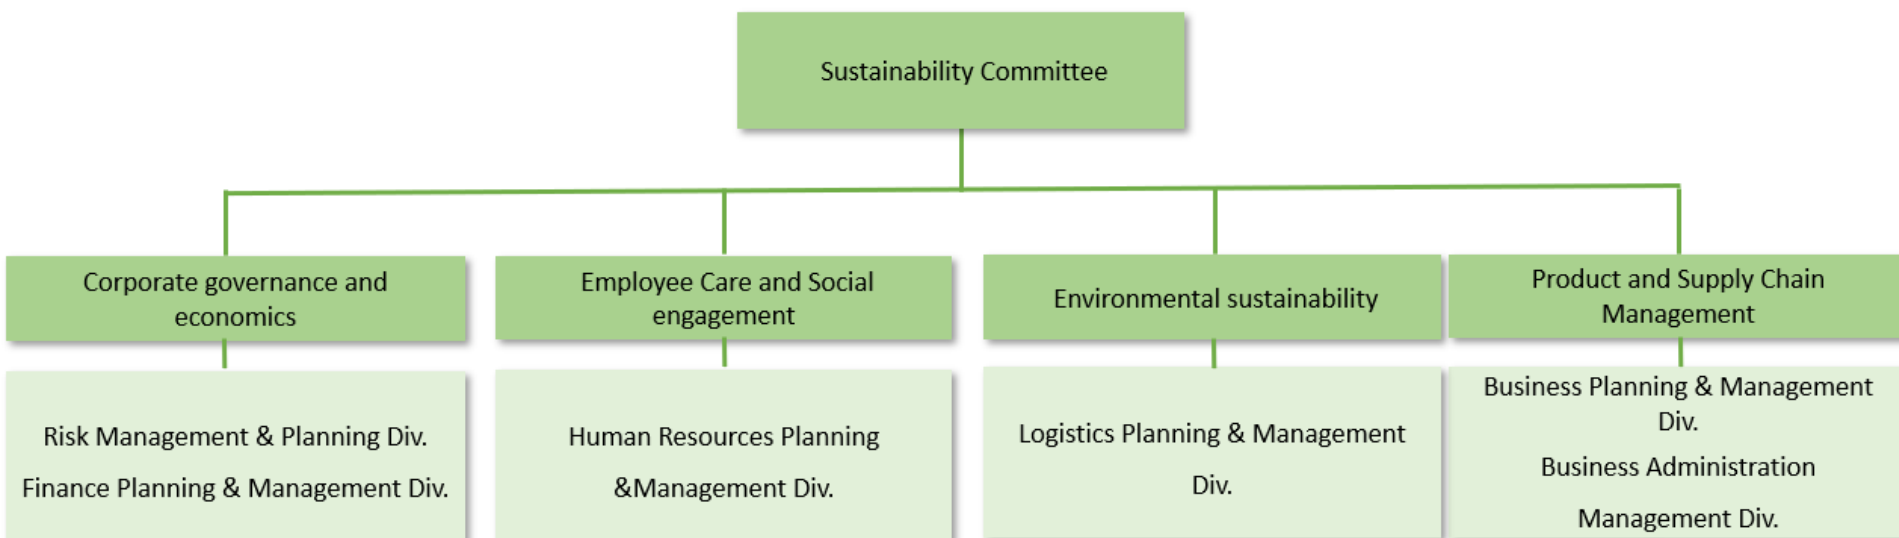 Sustainability Committee
Corporate governance and
economics
Employee Care and Social
engagement
Environmental sustainability
Product and Supply Chain
Management
Risk Management & Planning Div.
Finance Planning & Management Div.
Human Resources Planning
&Management Div.
Logistics Planning & Management
Div.
Business Planning & Management
Div.
Business Administration
Management Div.